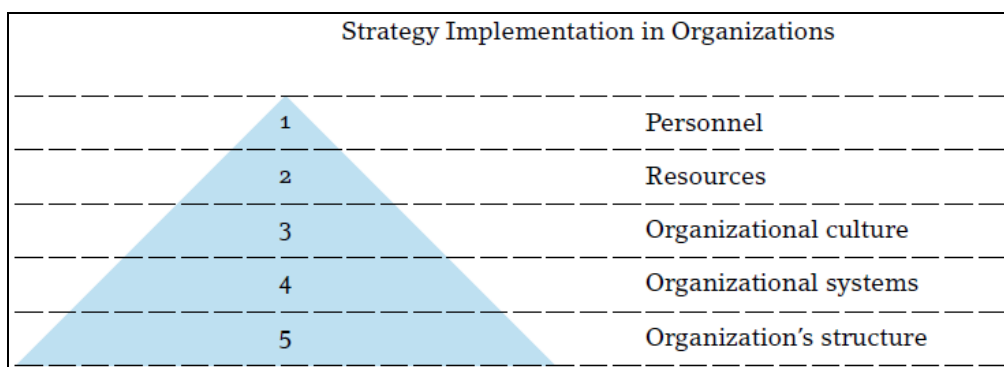 Strategy Implementation in Organizations
1 Personnel
2 Resources
3 Organizational culture
4 Organizational systems
5 Organization’s structure